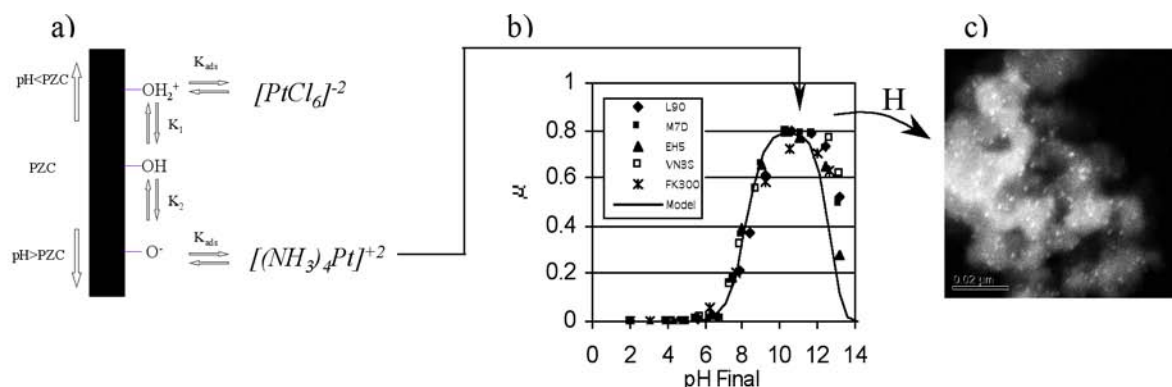 a)
pH<PZC
OH₂⁺
K_ads
[PtCl₆]⁻²
K₁
PZC
OH
K₂
pH>PZC
O⁻
K_ads
[(NH₃)₄Pt]⁺²
b)
1
0.8
0.6
0.4
0.2
0
μ
L90
M7D
EH5
VN3S
FK300
Model
0 2 4 6 8 10 12 14
pH Final
H
c)
0.02 μm